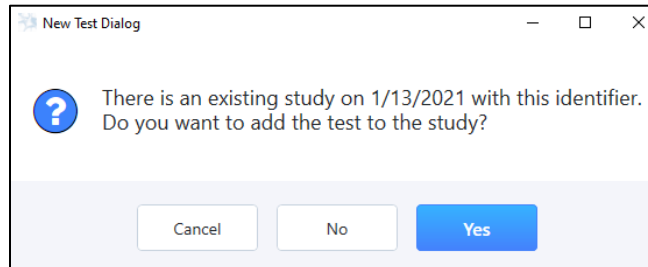 New Test Dialog
There is an existing study on 1/13/2021 with this identifier.
Do you want to add the test to the study?
Cancel No Yes